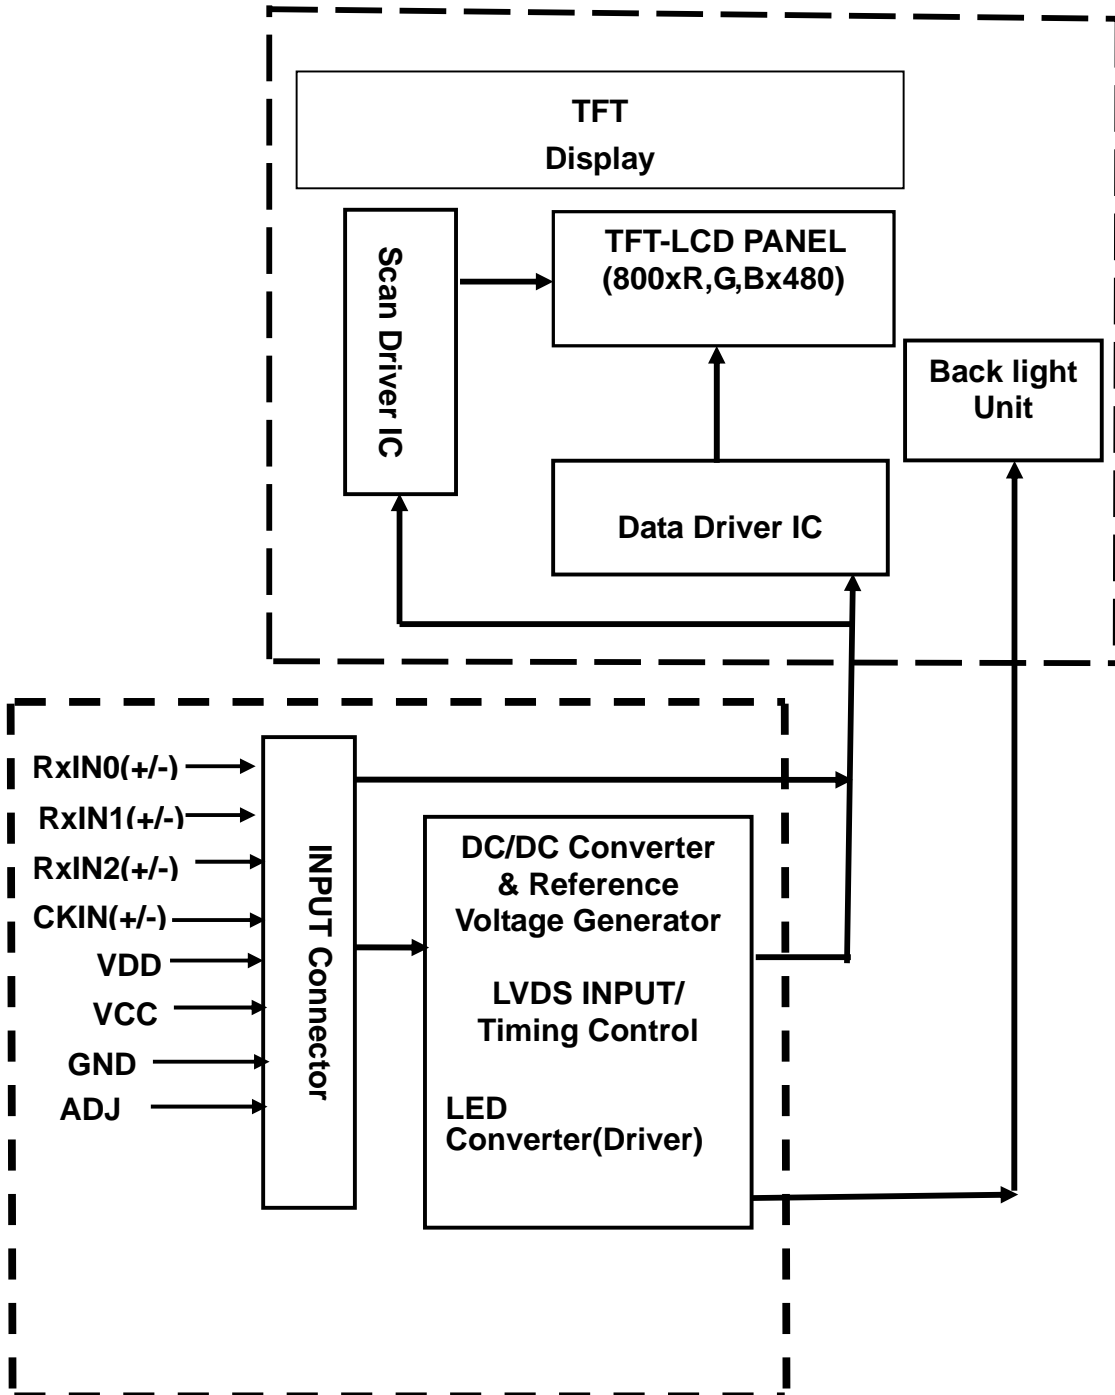 TFT
Display
TFT-LCD PANEL
(800xR,G,Bx480)
Scan Driver IC
Back light
Unit
Data Driver IC
RxIN0(+/-)
RxIN1(+/-)
RxIN2(+/-)
CKIN(+/-)
VDD
VCC
GND
ADJ
INPUT Connector
DC/DC Converter
& Reference
Voltage Generator
LVDS INPUT/
Timing Control
LED
Converter(Driver)